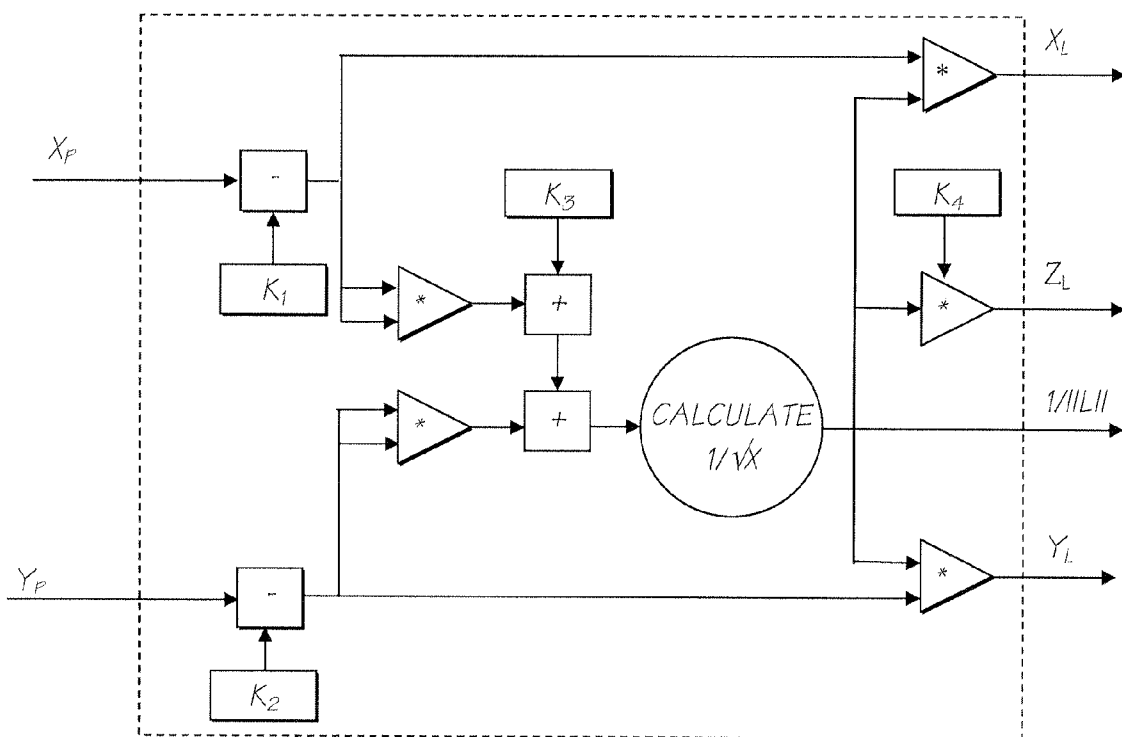 X_L
*
X_P
-
K_3
K_4
K_1
*
+
Z_L
*
*
+
CALCULATE
1/√X
1/||L||
Y_P
-
*
Y_L
K_2